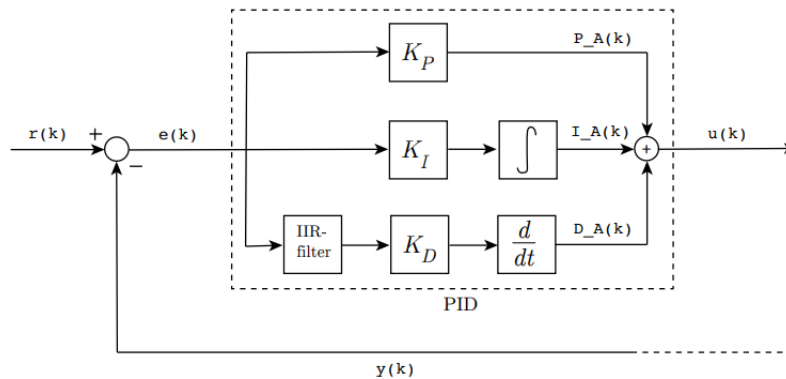 P_A(k)
K_P
r(k)
+
e(k)
K_I
∫
I_A(k)
+
u(k)
−
IIR-
filter
K_D
d
dt
D_A(k)
PID
y(k)